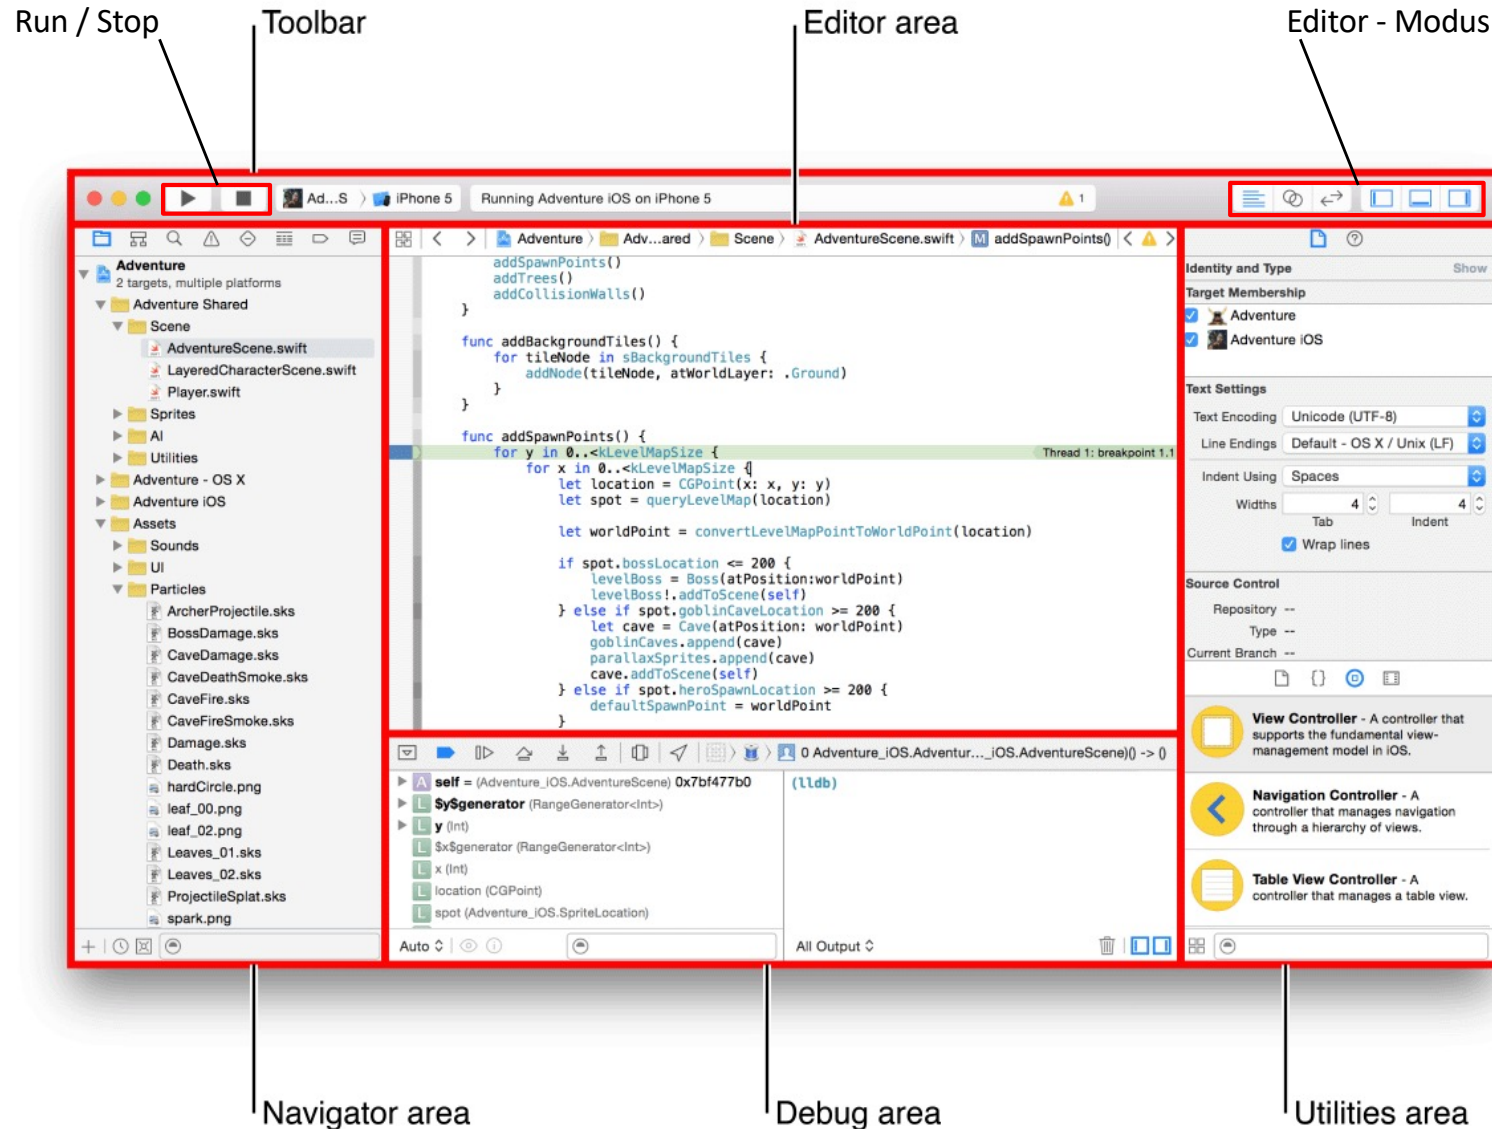 Run / Stop
Toolbar
Editor area
Editor - Modus
Ad...S
iPhone 5
Running Adventure iOS on iPhone 5
1
Adventure
2 targets, multiple platforms
Adventure Shared
Scene
AdventureScene.swift
LayeredCharacterScene.swift
Player.swift
Sprites
AI
Utilities
Adventure - OS X
Adventure iOS
Assets
Sounds
UI
Particles
ArcherProjectile.sks
BossDamage.sks
CaveDamage.sks
CaveDeathSmoke.sks
CaveFire.sks
CaveFireSmoke.sks
Damage.sks
Death.sks
hardCircle.png
leaf_00.png
leaf_02.png
Leaves_01.sks
Leaves_02.sks
ProjectileSplat.sks
spark.png
Adventure
Adv...ared
Scene
AdventureScene.swift
M addSpawnPoints()
addSpawnPoints()
addTrees()
addCollisionWalls()
}
func addBackgroundTiles() {
for tileNode in sBackgroundTiles {
addNode(tileNode, atWorldLayer: .Ground)
}
}
func addSpawnPoints() {
for y in 0..<kLevelMapSize {
Thread 1: breakpoint 1.1
for x in 0..<kLevelMapSize {
let location = CGPoint(x: x, y: y)
let spot = queryLevelMap(location)
let worldPoint = convertLevelMapPointToWorldPoint(location)
if spot.bossLocation <= 200 {
levelBoss = Boss(atPosition:worldPoint)
levelBoss!.addToScene(self)
} else if spot.goblinCaveLocation >= 200 {
let cave = Cave(atPosition: worldPoint)
goblinCaves.append(cave)
parallaxSprites.append(cave)
cave.addToScene(self)
} else if spot.heroSpawnLocation >= 200 {
defaultSpawnPoint = worldPoint
}
0 Adventure_iOS.Adventur..._iOS.AdventureScene)() -> ()
A self = (Adventure_iOS.AdventureScene) 0x7bf477b0
L $y$generator (RangeGenerator<Int>)
L y (Int)
L $x$generator (RangeGenerator<Int>)
L x (Int)
L location (CGPoint)
L spot (Adventure_iOS.SpriteLocation)
Auto
(lldb)
All Output
Identity and Type
Show
Target Membership
Adventure
Adventure iOS
Text Settings
Text Encoding
Unicode (UTF-8)
Line Endings
Default - OS X / Unix (LF)
Indent Using
Spaces
Widths
4
4
Tab
Indent
Wrap lines
Source Control
Repository --
Type --
Current Branch --
{}
View Controller - A controller that
supports the fundamental view-
management model in iOS.
Navigation Controller - A
controller that manages navigation
through a hierarchy of views.
Table View Controller - A
controller that manages a table view.
Navigator area
Debug area
Utilities area